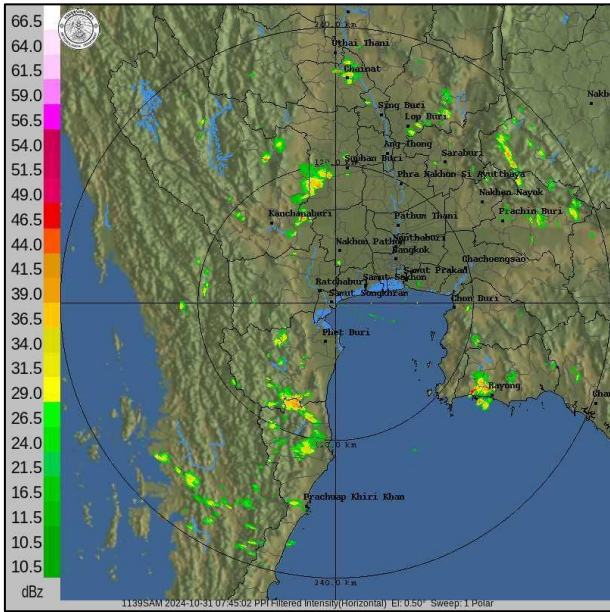 66.5
64.0
61.5
59.0
56.5
54.0
51.5
49.0
46.5
44.0
41.5
39.0
36.5
34.0
31.5
29.0
26.5
24.0
21.5
16.5
11.5
10.5
10.5
dBz
240.0 km
Uthai Thani
Chainat
Nakh
Sing Buri
Lop Buri
Ang Thong
Saraburi
120.0 km
Suphan Buri
Phra Nakhon Si Ayutthaya
Nakhon Nayok
Kanchanaburi
Pathum Thani
Prachin Buri
Nonthaburi
Nakhon Pathom
Bangkok
Chachoengsao
Samut Prakan
Ratchaburi
Samut Sakhon
Samut Songkhram
Chon Buri
Phet Buri
Rayong
Chan
120.0 km
Prachuap Khiri Khan
240.0 km
1139SAM 2024-10-31 07:45:02 PPI Filtered Intensity(Horizontal) El: 0.50° Sweep: 1 Polar